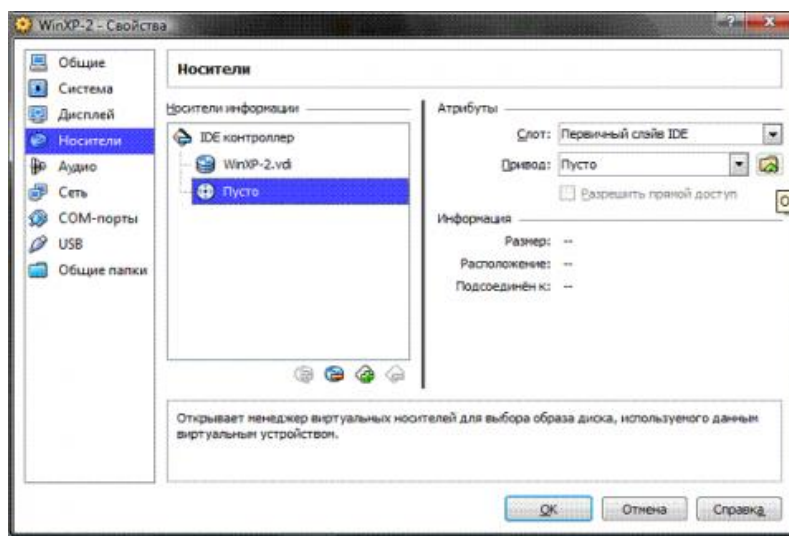 WinXP-2 - Свойства
Общие
Система
Дисплей
Носители
Аудио
Сеть
COM-порты
USB
Общие папки
Носители
Носители информации
IDE контроллер
WinXP-2.vdi
Пусто
Атрибуты
Слот: Первичный слэйв IDE
Привод: Пусто
Разрешить прямой доступ
Информация
Размер: --
Расположение: --
Подсоединён к: --
Открывает менеджер виртуальных носителей для выбора образа диска, используемого данным
виртуальным устройством.
OK
Отмена
Справка